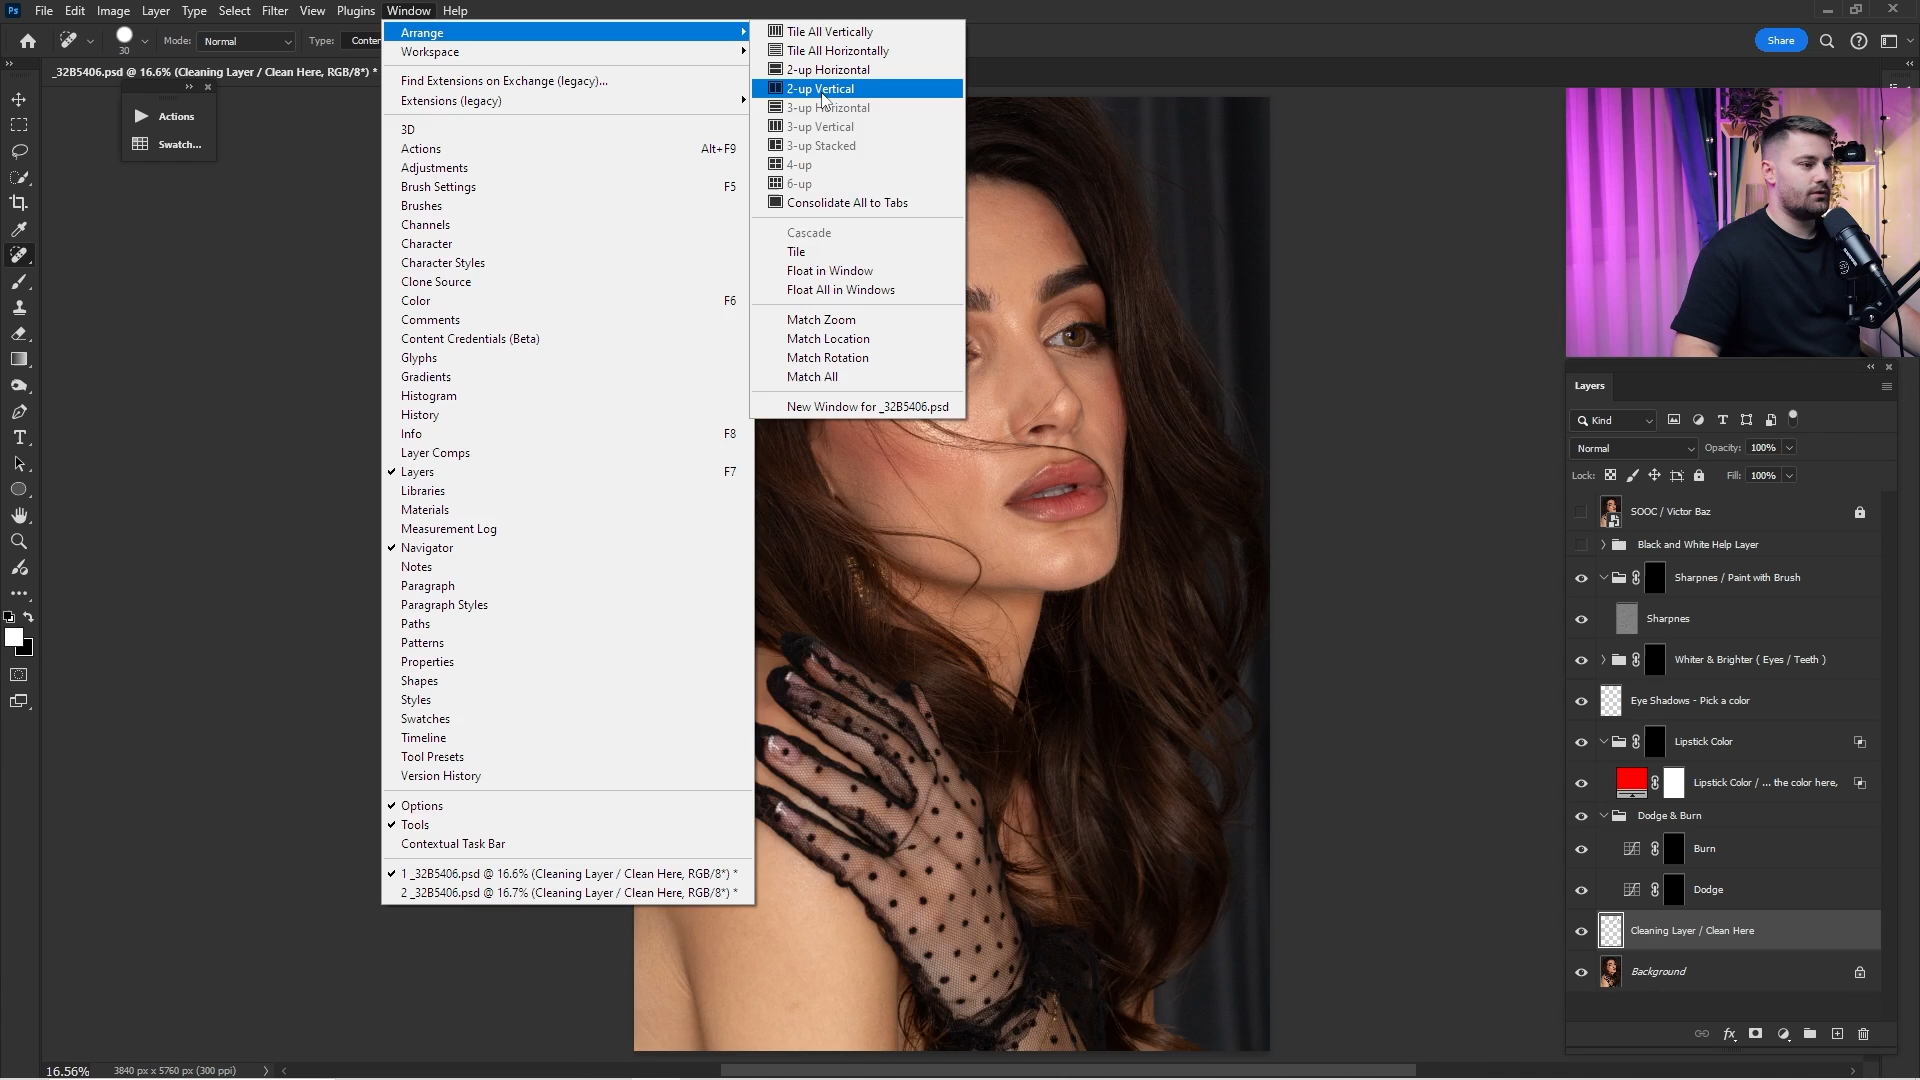 Ps File Edit Image Layer Type Select Filter View Plugins Window Help
30 Mode: Normal Type:
Share
_32B5406.psd @ 16.6% (Cleaning Layer / Clean Here, RGB/8*) *
Actions
Swatch...
Arrange
Workspace
Find Extensions on Exchange (legacy)...
Extensions (legacy)
3D
Actions Alt+F9
Adjustments
Brush Settings F5
Brushes
Channels
Character
Character Styles
Clone Source
Color F6
Comments
Content Credentials (Beta)
Glyphs
Gradients
Histogram
History
Info F8
Layer Comps
Layers F7
Libraries
Materials
Measurement Log
Navigator
Notes
Paragraph
Paragraph Styles
Paths
Patterns
Properties
Shapes
Styles
Swatches
Timeline
Tool Presets
Version History
Options
Tools
Contextual Task Bar
1 _32B5406.psd @ 16.6% (Cleaning Layer / Clean Here, RGB/8*) *
2 _32B5406.psd @ 16.7% (Cleaning Layer / Clean Here, RGB/8*) *
Tile All Vertically
Tile All Horizontally
2-up Horizontal
2-up Vertical
3-up Horizontal
3-up Vertical
3-up Stacked
4-up
6-up
Consolidate All to Tabs
Cascade
Tile
Float in Window
Float All in Windows
Match Zoom
Match Location
Match Rotation
Match All
New Window for _32B5406.psd
Layers
Kind
Normal Opacity: 100%
Lock: Fill: 100%
SOOC / Victor Baz
Black and White Help Layer
Sharpnes / Paint with Brush
Sharpnes
Whiter & Brighter ( Eyes / Teeth )
Eye Shadows - Pick a color
Lipstick Color
Lipstick Color / ... the color here,
Dodge & Burn
Burn
Dodge
Cleaning Layer / Clean Here
Background
fx
16.56% 3840 px x 5760 px (300 ppi)